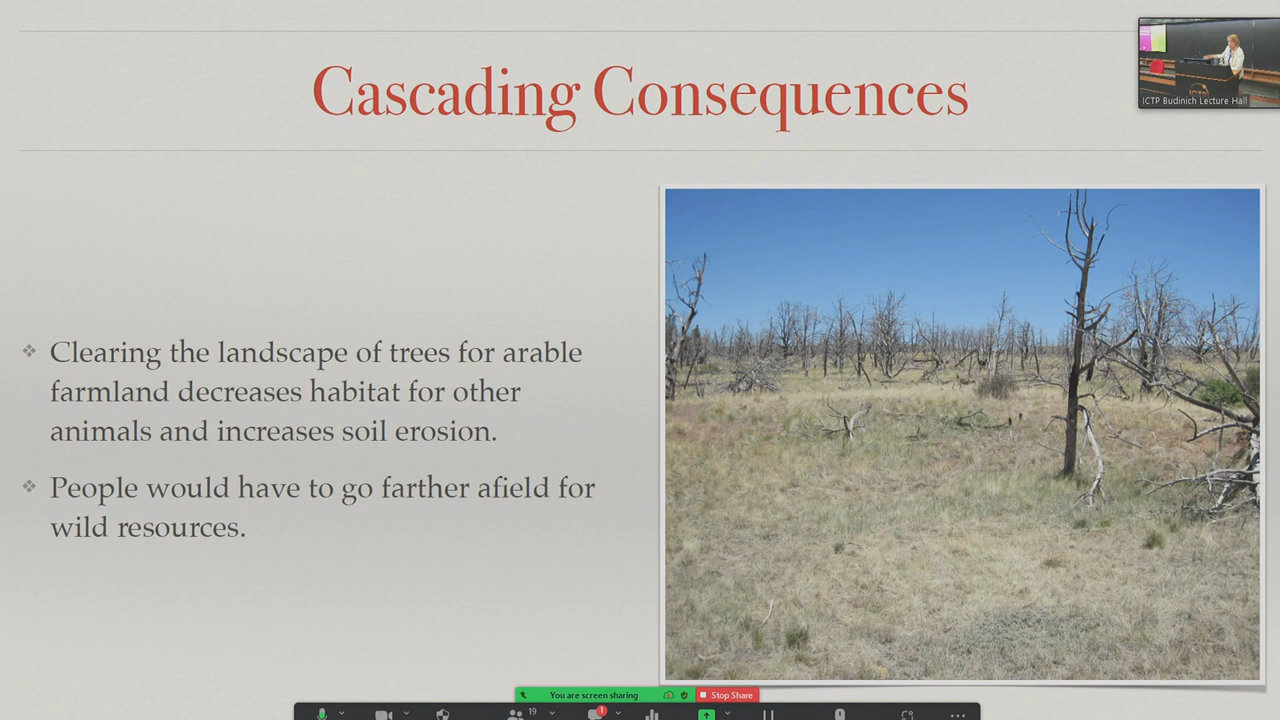 Cascading Consequences
ICTP Budinich Lecture Hall
❖ Clearing the landscape of trees for arable
farmland decreases habitat for other
animals and increases soil erosion.
❖ People would have to go farther afield for
wild resources.
You are screen sharing
Stop Share
19
1